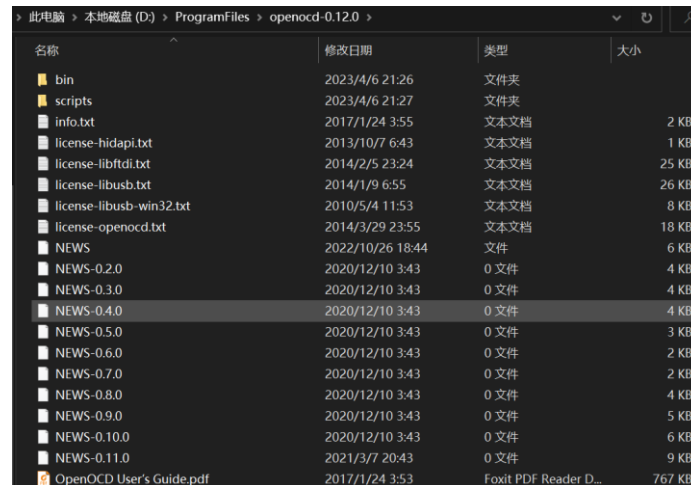 此电脑 > 本地磁盘 (D:) > ProgramFiles > openocd-0.12.0 >
名称 修改日期 类型 大小
bin 2023/4/6 21:26 文件夹
scripts 2023/4/6 21:27 文件夹
info.txt 2017/1/24 3:55 文本文档 2 KB
license-hidapi.txt 2013/10/7 6:43 文本文档 1 KB
license-libftdi.txt 2014/2/5 23:24 文本文档 25 KB
license-libusb.txt 2014/1/9 6:55 文本文档 26 KB
license-libusb-win32.txt 2010/5/4 11:53 文本文档 8 KB
license-openocd.txt 2014/3/29 23:55 文本文档 18 KB
NEWS 2022/10/26 18:44 文件 6 KB
NEWS-0.2.0 2020/12/10 3:43 0 文件 4 KB
NEWS-0.3.0 2020/12/10 3:43 0 文件 4 KB
NEWS-0.4.0 2020/12/10 3:43 0 文件 4 KB
NEWS-0.5.0 2020/12/10 3:43 0 文件 3 KB
NEWS-0.6.0 2020/12/10 3:43 0 文件 2 KB
NEWS-0.7.0 2020/12/10 3:43 0 文件 2 KB
NEWS-0.8.0 2020/12/10 3:43 0 文件 4 KB
NEWS-0.9.0 2020/12/10 3:43 0 文件 5 KB
NEWS-0.10.0 2020/12/10 3:43 0 文件 6 KB
NEWS-0.11.0 2021/3/7 20:43 0 文件 9 KB
OpenOCD User's Guide.pdf 2017/1/24 3:53 Foxit PDF Reader D... 767 KB